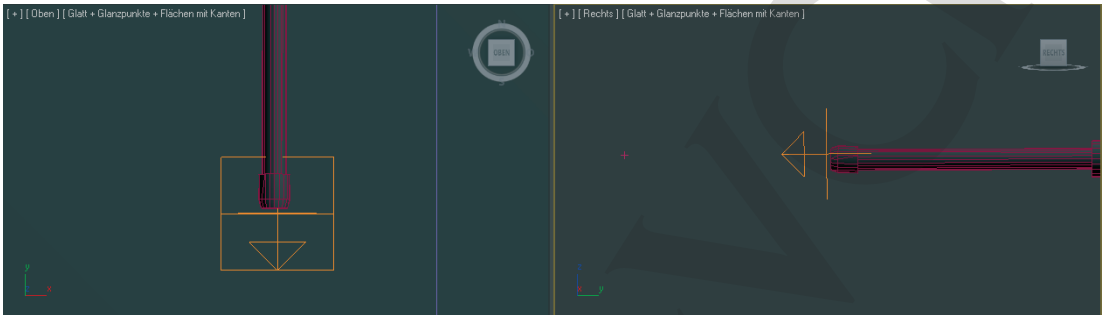 [ + ] [ Oben ] [ Glatt + Glanzpunkte + Flächen mit Kanten ]
N
OBEN
S
y
x
[ + ] [ Rechts ] [ Glatt + Glanzpunkte + Flächen mit Kanten ]
RECHTS
z
x
y